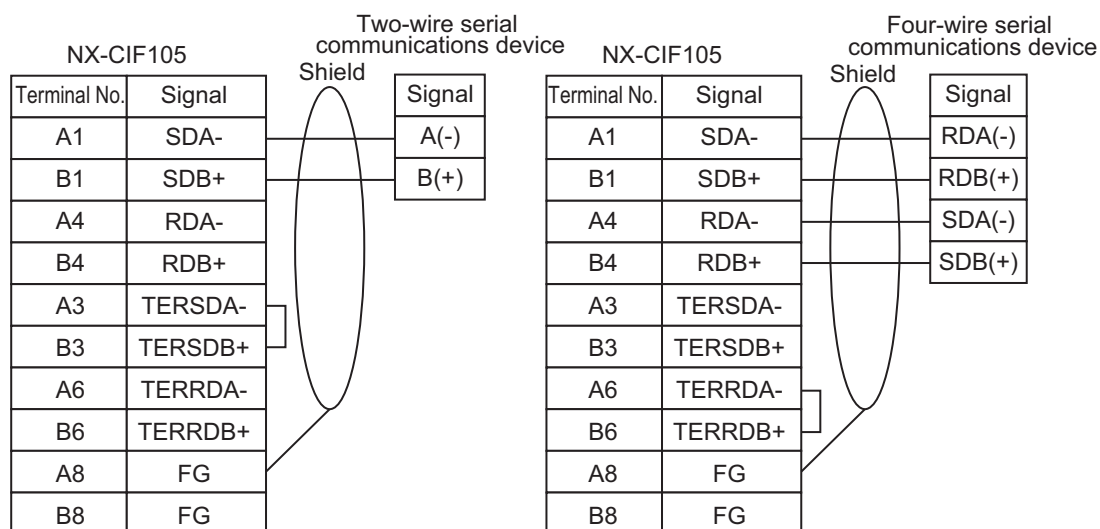 Two-wire serial
communications device
NX-CIF105
Shield
Terminal No. Signal
Signal
A1 SDA-
A(-)
B1 SDB+
B(+)
A4 RDA-
B4 RDB+
A3 TERSDA-
B3 TERSDB+
A6 TERRDA-
B6 TERRDB+
A8 FG
B8 FG
Four-wire serial
communications device
NX-CIF105
Shield
Terminal No. Signal
Signal
A1 SDA-
RDA(-)
B1 SDB+
RDB(+)
A4 RDA-
SDA(-)
B4 RDB+
SDB(+)
A3 TERSDA-
B3 TERSDB+
A6 TERRDA-
B6 TERRDB+
A8 FG
B8 FG